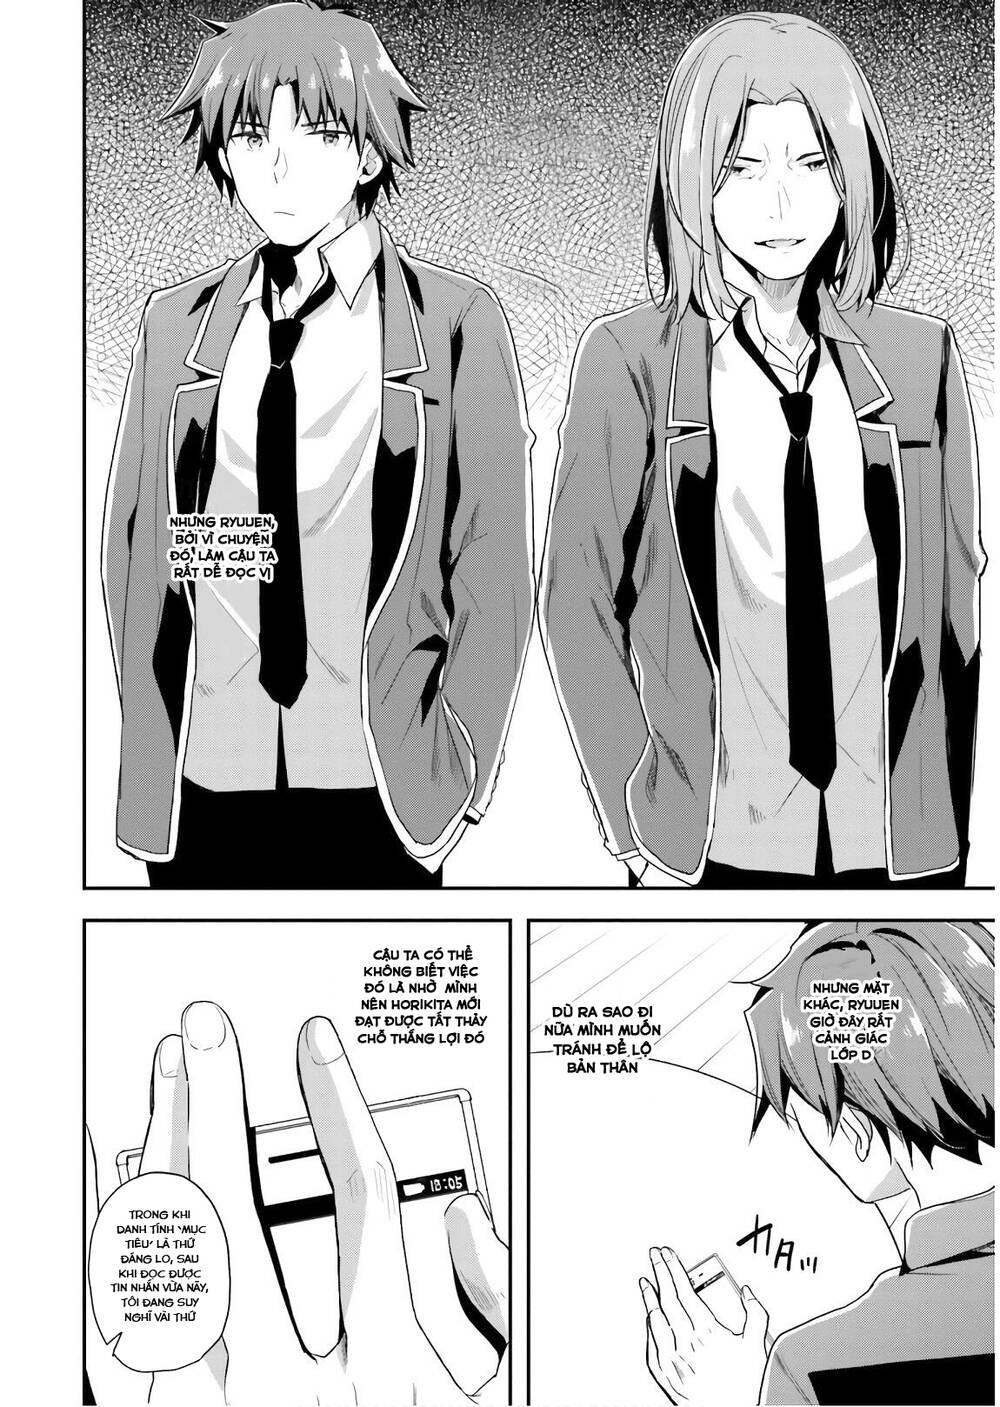 NHƯNG RYUUEN,
BỞI VÌ CHUYỆN
ĐÓ, LÀM CẬU TA
RẤT DỄ ĐỌC VỊ
NHƯNG MẶT
KHÁC, RYUUEN
GIỜ ĐÂY RẤT
CẢNH GIÁC
LỚP D
DÙ RA SAO ĐI
NỮA MÌNH MUỐN
TRÁNH ĐỂ LỘ
BẢN THÂN
カタッ
CẬU TA CÓ THỂ
KHÔNG BIẾT VIỆC
ĐÓ LÀ NHỜ MÌNH
NÊN HORIKITA MỚI
ĐẠT ĐƯỢC TẤT THẢY
CHỖ THẮNG LỢI ĐÓ
18:05
TRONG KHI
DANH TÍNH 'MỤC
TIÊU' LÀ THỨ
ĐÁNG LO, SAU
KHI ĐỌC ĐƯỢC
TIN NHẮN VỪA NÃY,
TÔI ĐANG SUY
NGHĨ VÀI THỨ